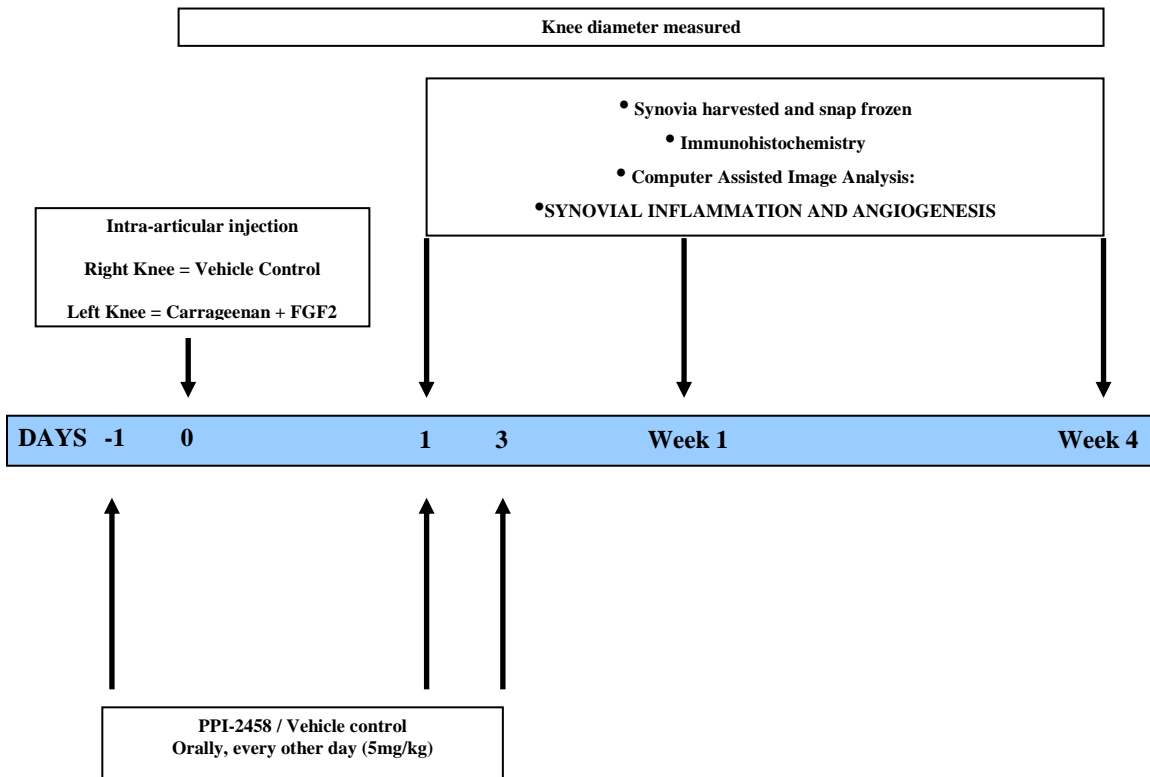 Knee diameter measured
• Synovia harvested and snap frozen
• Immunohistochemistry
• Computer Assisted Image Analysis:
•SYNOVIAL INFLAMMATION AND ANGIOGENESIS
Intra-articular injection
Right Knee = Vehicle Control
Left Knee = Carrageenan + FGF2
DAYS -1 0 1 3 Week 1 Week 4
PPI-2458 / Vehicle control
Orally, every other day (5mg/kg)